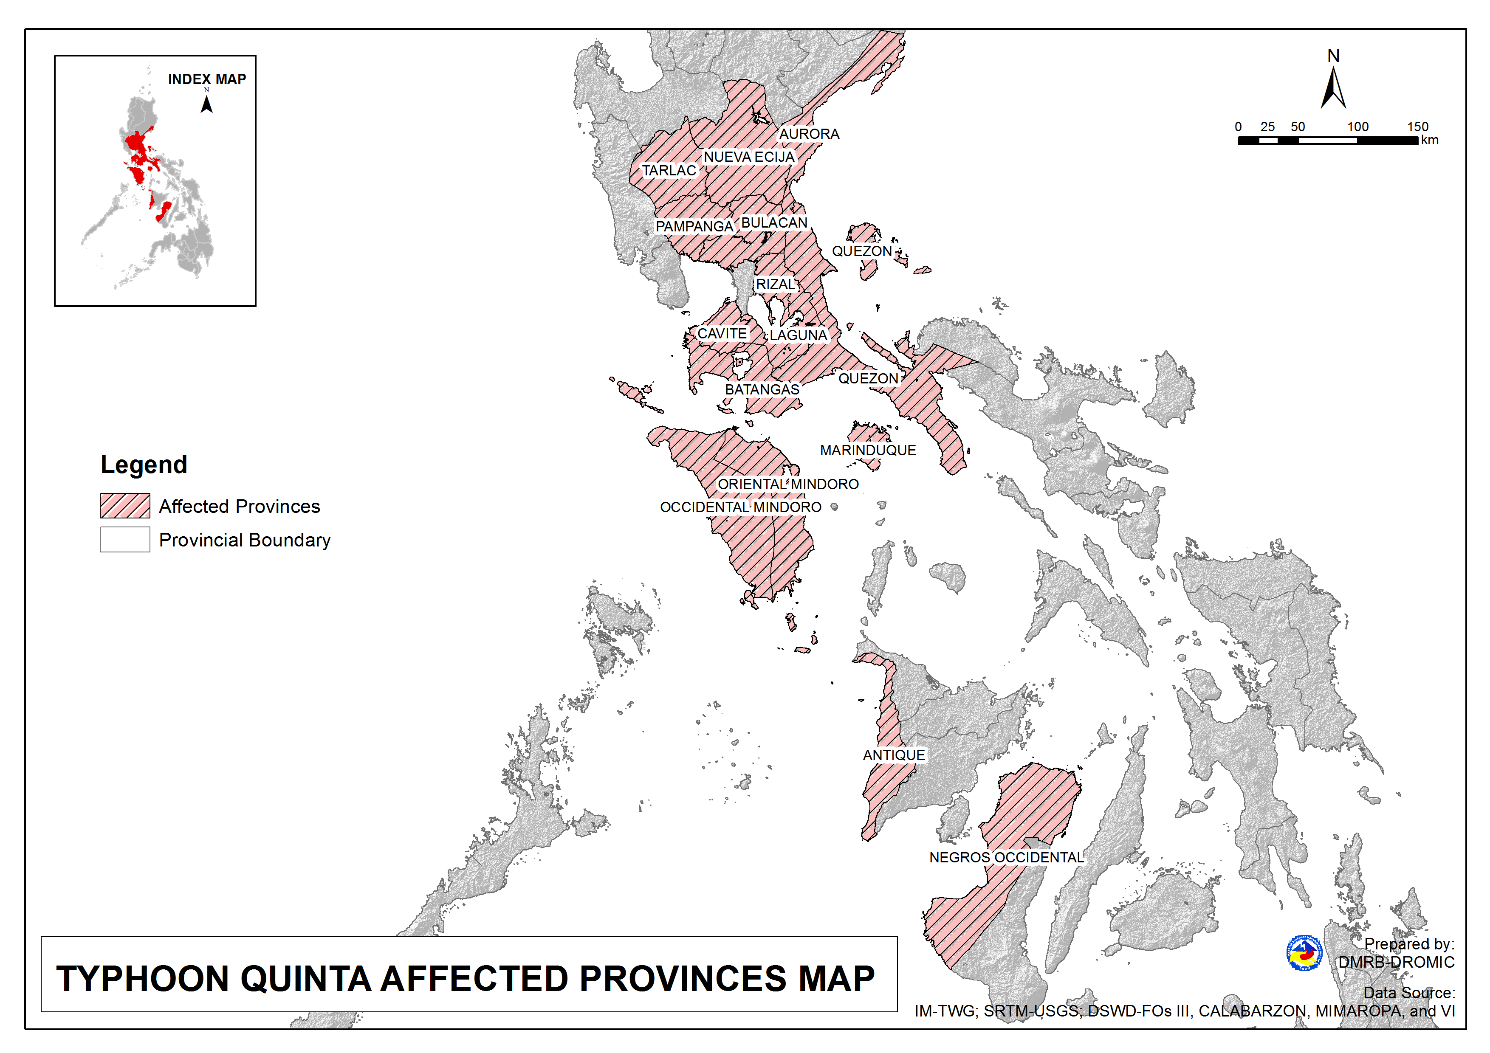 INDEX MAP
N
N
0 25 50 100 150
km
AURORA
NUEVA ECIJA
TARLAC
PAMPANGA
BULACAN
QUEZON
RIZAL
CAVITE
LAGUNA
QUEZON
BATANGAS
MARINDUQUE
ORIENTAL MINDORO
OCCIDENTAL MINDORO
ANTIQUE
NEGROS OCCIDENTAL
Legend
Affected Provinces
Provincial Boundary
TYPHOON QUINTA AFFECTED PROVINCES MAP
Prepared by:
DMRB-DROMIC
Data Source:
IM-TWG; SRTM-USGS; DSWD-FOs III, CALABARZON, MIMAROPA, and VI